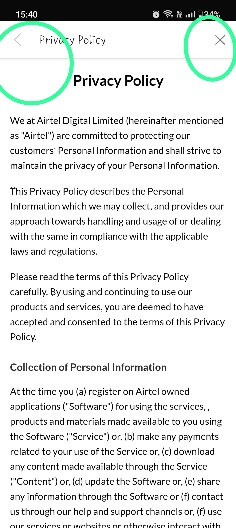 15:40
34%
Privacy Policy
Privacy Policy
We at Airtel Digital Limited (hereinafter mentioned
as "Airtel") are committed to protecting our
customers' Personal Information and shall strive to
maintain the privacy of your Personal Information.
This Privacy Policy describes the Personal
Information which we may collect, and provides our
approach towards handling and usage of or dealing
with the same in compliance with the applicable
laws and regulations.
Please read the terms of this Privacy Policy
carefully. By using and continuing to use our
products and services, you are deemed to have
accepted and consented to the terms of this Privacy
Policy.
Collection of Personal Information
At the time you (a) register on Airtel owned
applications ("Software") for using the services, ,
products and materials made available to you using
the Software ("Service") or, (b) make any payments
related to your use of the Service or, (c) download
any content made available through the Service
("Content") or, (d) update the Software or, (e) share
any information through the Software or (f) contact
us through our help and support channels or, (f) use
our services or websites or otherwise interact with